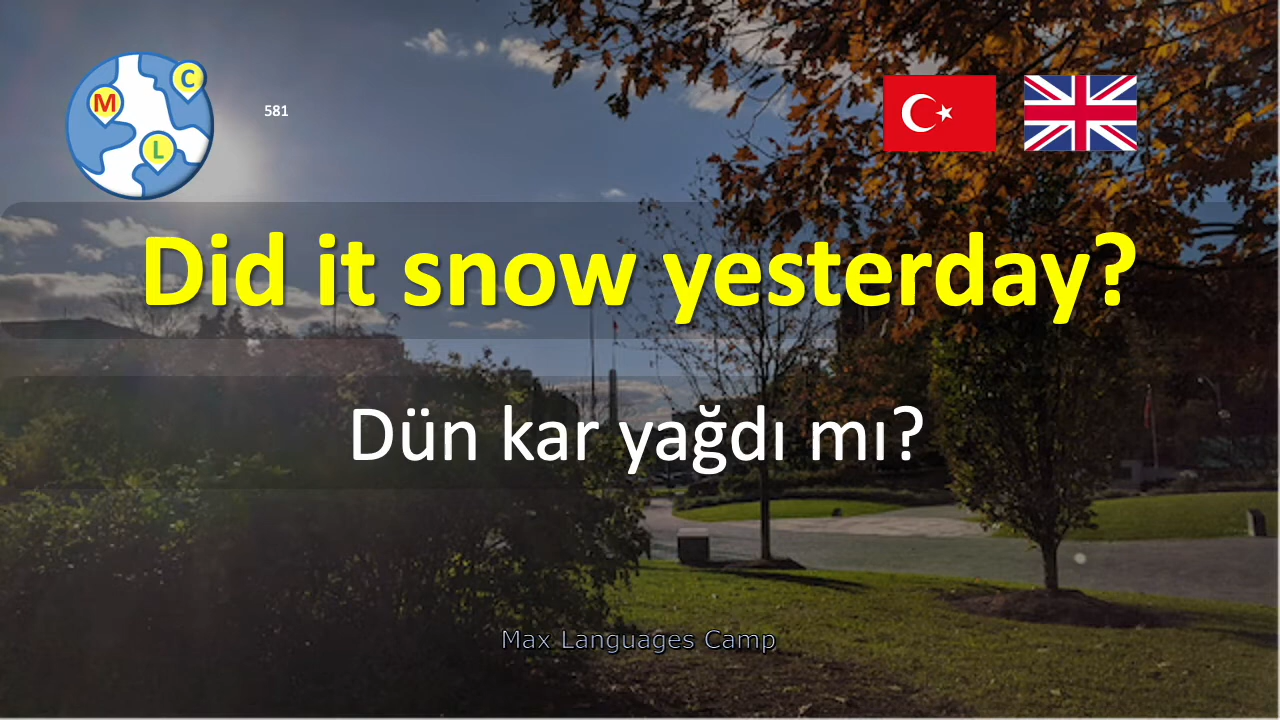 C
M
L
581
Did it snow yesterday?
Dün kar yağdı mı?
Max Languages Camp